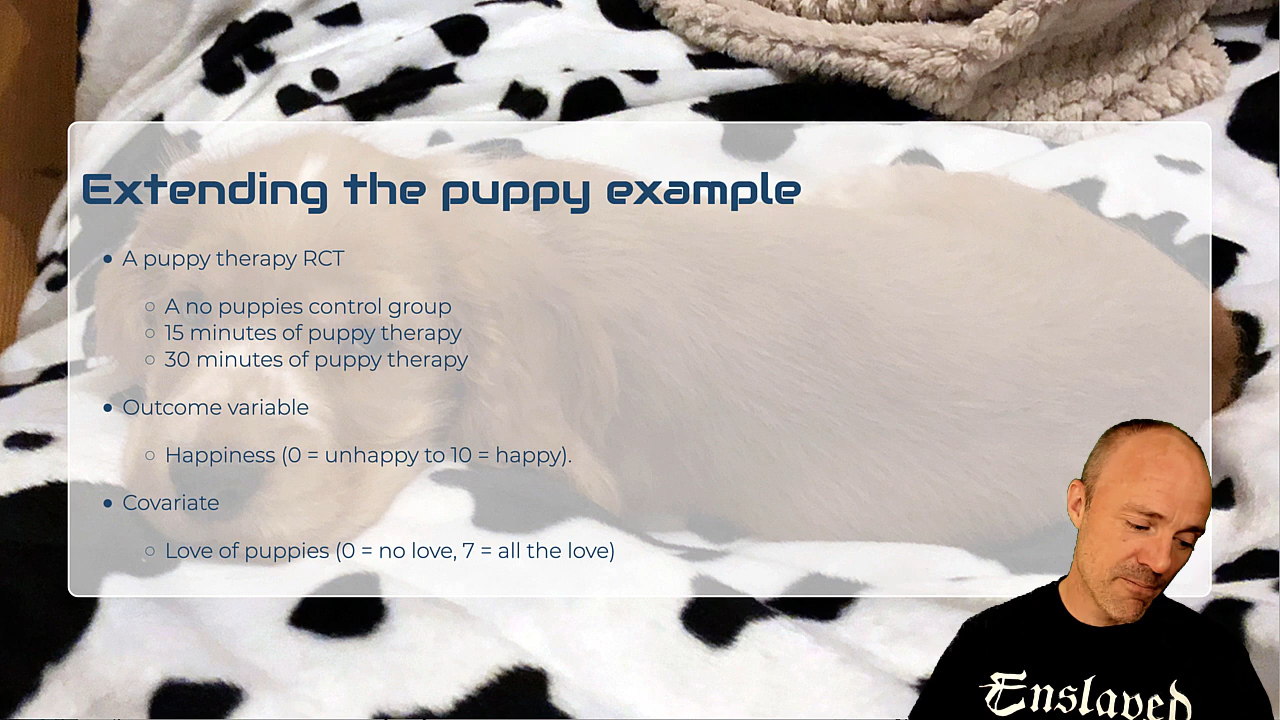 Extending the puppy example
• A puppy therapy RCT
○ A no puppies control group
○ 15 minutes of puppy therapy
○ 30 minutes of puppy therapy
• Outcome variable
○ Happiness (0 = unhappy to 10 = happy).
• Covariate
○ Love of puppies (0 = no love, 7 = all the love)
Enslaved